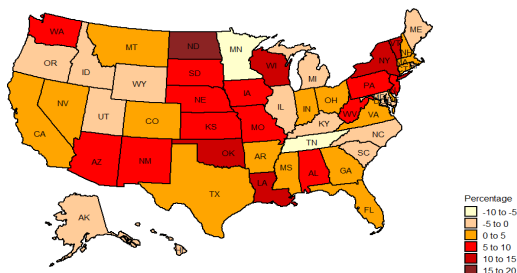 WA
ME
MT
ND
MN
OR
ID
SD
WI
NY
WY
MI
NE
IA
PA
NV
UT
CO
IL
IN
OH
CA
KS
MO
KY
WV
VA
AZ
NM
OK
AR
TN
NC
SC
TX
LA
MS
AL
GA
FL
AK
Percentage
-10 to -5
-5 to 0
0 to 5
5 to 10
10 to 15
15 to 20